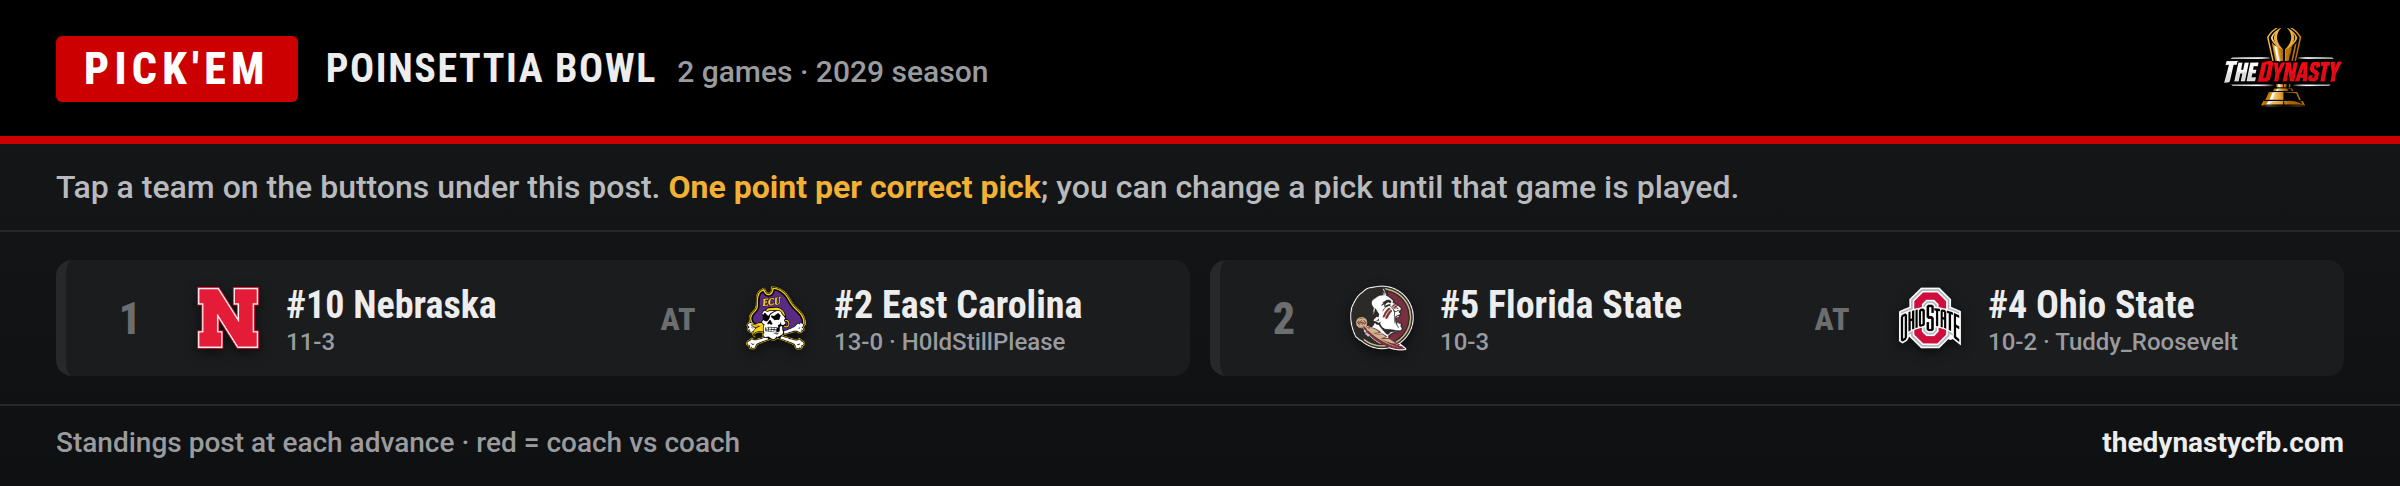 PICK'EM POINSETTIA BOWL 2 games · 2029 season
THE DYNASTY
Tap a team on the buttons under this post. One point per correct pick; you can change a pick until that game is played.
1 #10 Nebraska AT ECU #2 East Carolina
11-3 13-0 · H0ldStillPlease
2 #5 Florida State AT OHIO STATE #4 Ohio State
10-3 10-2 · Tuddy_Roosevelt
Standings post at each advance · red = coach vs coach
thedynastycfb.com